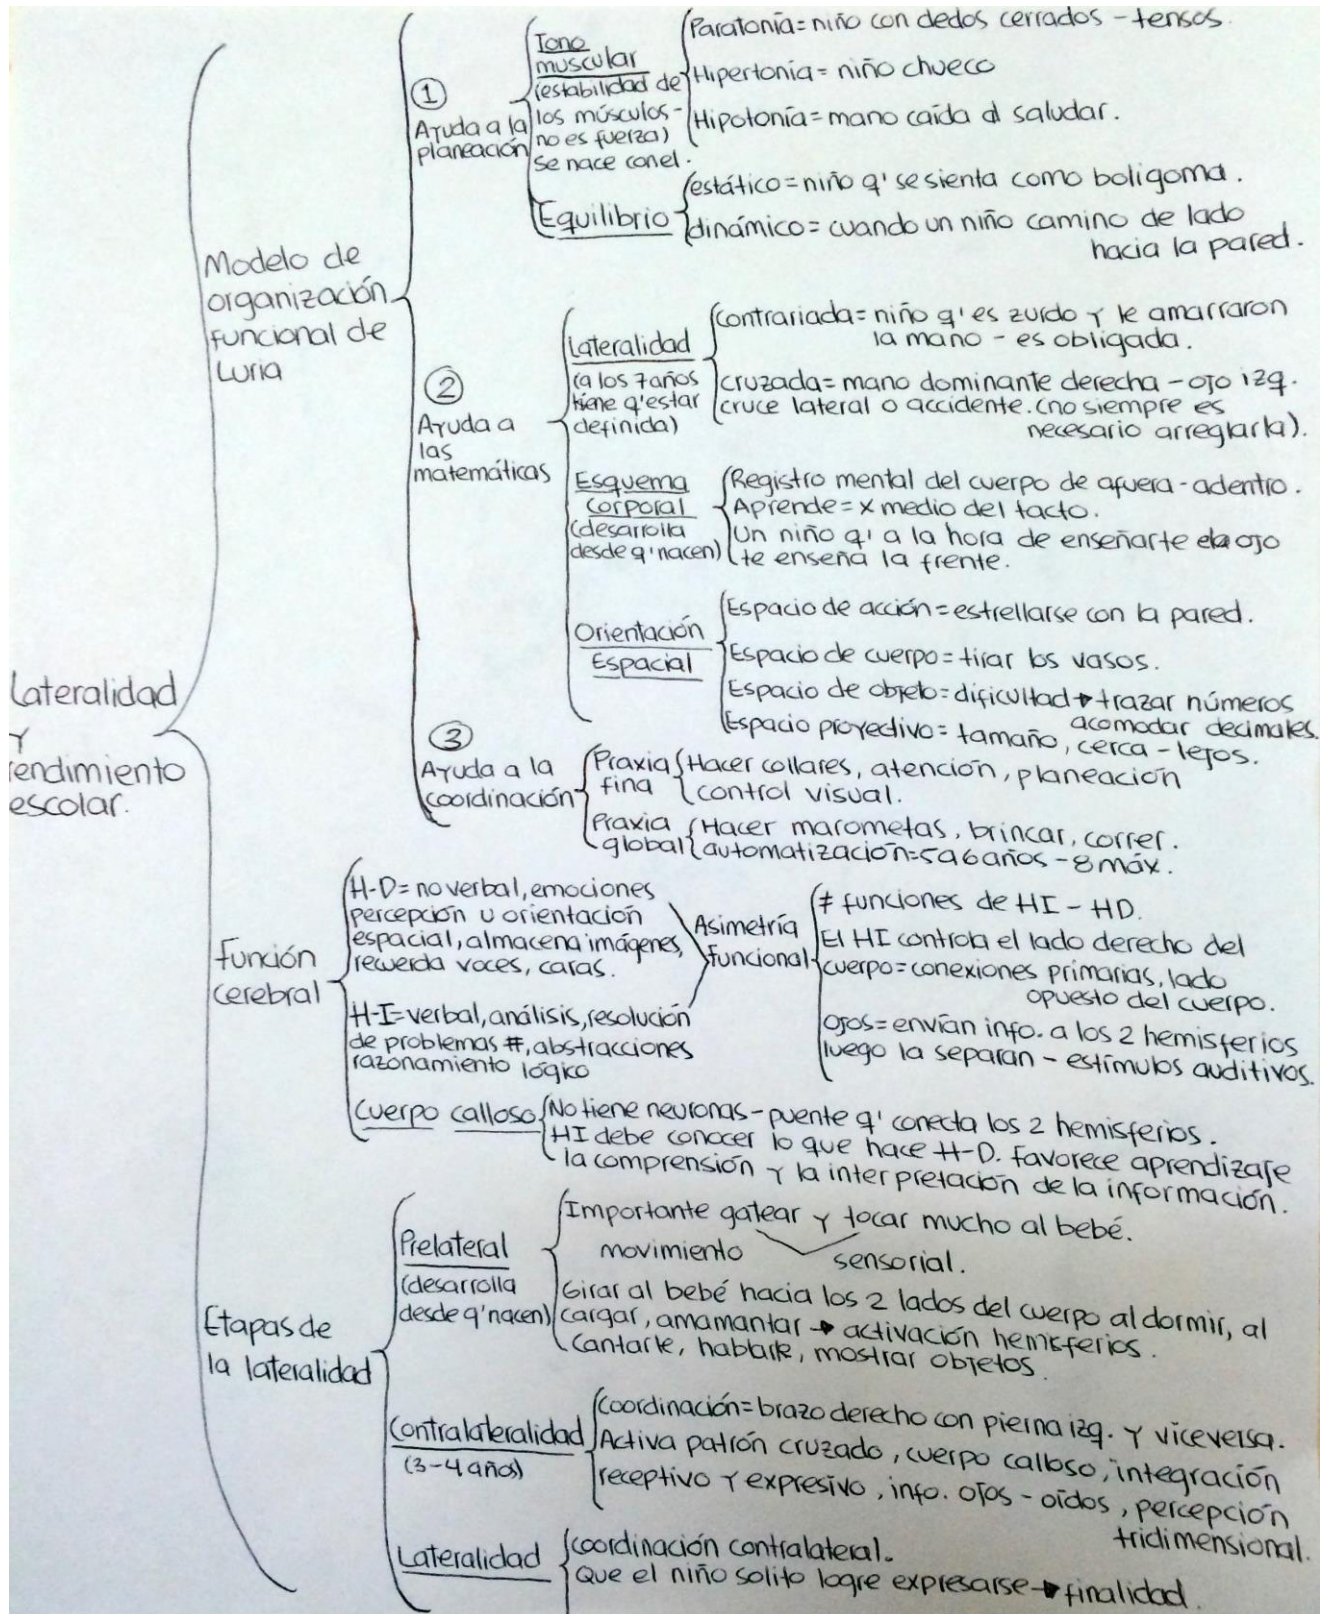 Lateralidad
y
rendimiento
escolar.
Modelo de
organización
funcional de
Luria
①
Ayuda a la
planeación
Tono
muscular
(estabilidad de
los músculos-
no es fuerza)
se nace con el.
Paratonía= niño con dedos cerrados - tensos.
Hipertonía= niño chueco
Hipotonía= mano caída al saludar.
Equilibrio
estático= niño q' se sienta como boligoma.
dinámico= cuando un niño camino de lado
hacia la pared.
②
Ayuda a
las
matemáticas
Lateralidad
(a los 7 años
tiene q' estar
definida)
Contrariada= niño q' es zurdo y le amarraron
la mano - es obligada.
cruzada= mano dominante derecha - ojo izq.
cruce lateral o accidente. (no siempre es
necesario arreglarla).
Esquema
Corporal
(desarrolla
desde q' nacen)
Registro mental del cuerpo de afuera - adentro.
Aprende= x medio del tacto.
Un niño q' a la hora de enseñarte el ojo
te enseña la frente.
Orientación
Espacial
Espacio de acción= estrellarse con la pared.
Espacio de cuerpo= tirar los vasos.
Espacio de objeto= dificultad → trazar números
acomodar decimales.
Espacio proyectivo= tamaño, cerca - lejos.
③
Ayuda a la
coordinación
Praxia
fina
Hacer collares, atención, planeación
control visual.
Praxia
global
Hacer marometas, brincar, correr.
automatización= 5 a 6 años - 8 máx.
Función
cerebral
H-D= no verbal, emociones
percepción u orientación
espacial, almacena imágenes,
recuerda voces, caras.
H-I= verbal, análisis, resolución
de problemas #, abstracciones
razonamiento lógico
Asimetría
funcional
≠ funciones de HI - HD.
El HI controla el lado derecho del
cuerpo= conexiones primarias, lado
opuesto del cuerpo.
Ojos= envían info. a los 2 hemisferios
luego la separan - estímulos auditivos.
Cuerpo calloso
No tiene neuronas - puente q' conecta los 2 hemisferios.
HI debe conocer lo que hace H-D. Favorece aprendizaje
la comprensión y la interpretación de la información.
Etapas de
la lateralidad
Prelateral
(desarrolla
desde q' nacen)
Importante gatear y tocar mucho al bebé.
movimiento sensorial.
Girar al bebé hacia los 2 lados del cuerpo al dormir, al
cargar, amamantar → activación hemisferios.
Cantarle, hablarle, mostrar objetos.
Contralateralidad
(3-4 años)
Coordinación= brazo derecho con pierna izq. y viceversa.
Activa patrón cruzado, cuerpo calloso, integración
receptivo y expresivo, info. ojos - oídos, percepción
tridimensional.
Lateralidad
Coordinación contralateral.
Que el niño solito logre expresarse → finalidad.